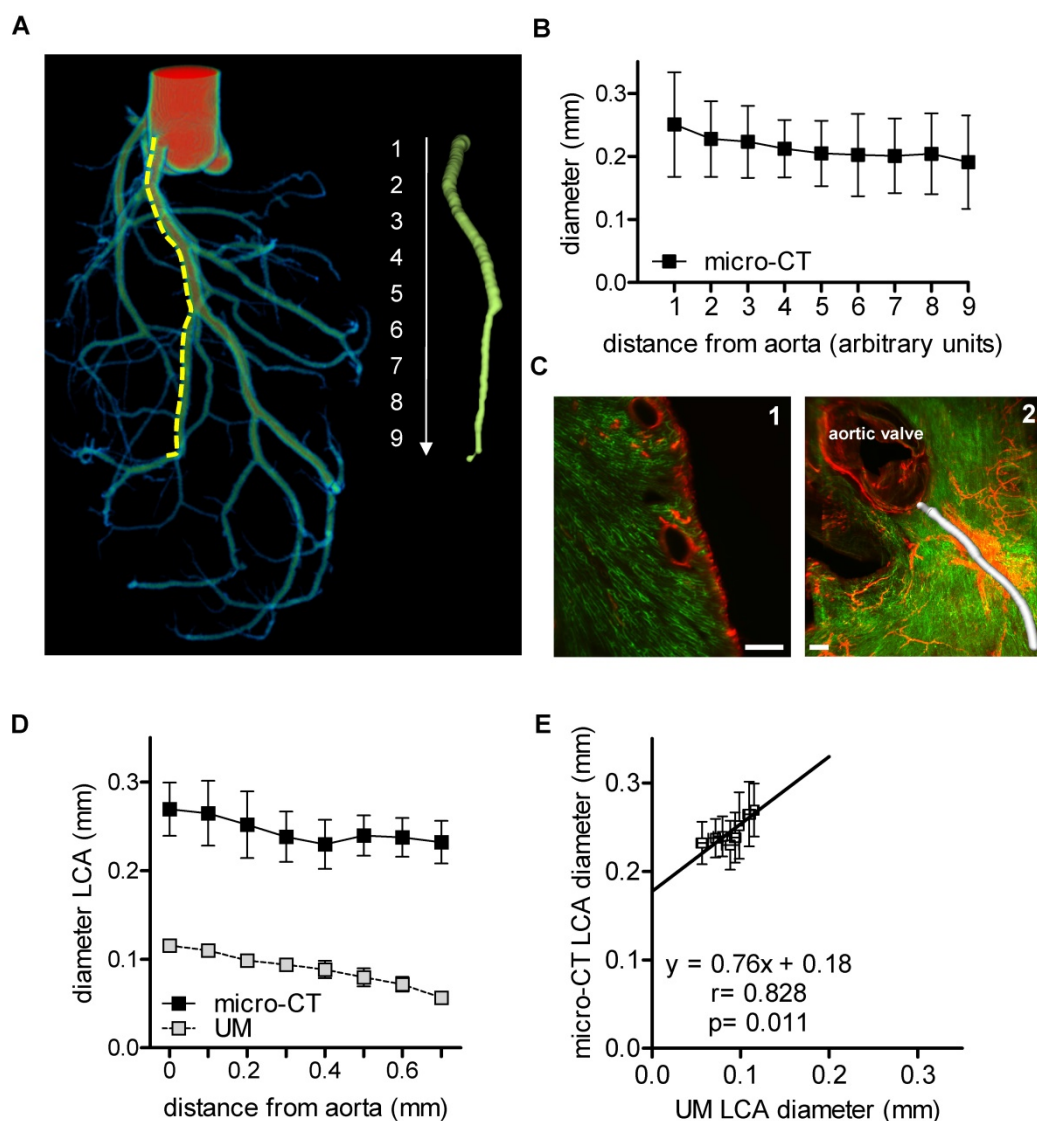 A
1
2
3
4
5
6
7
8
9
B
diameter (mm)
0.3
0.2
0.1
0.0
micro-CT
1 2 3 4 5 6 7 8 9
distance from aorta (arbitrary units)
C
1
aortic valve
2
D
diameter LCA (mm)
0.3
0.2
0.1
0.0
micro-CT
UM
0 0.2 0.4 0.6
distance from aorta (mm)
E
micro-CT LCA diameter (mm)
0.3
0.2
0.1
0.0
y = 0.76x + 0.18
r= 0.828
p= 0.011
0.0 0.1 0.2 0.3
UM LCA diameter (mm)